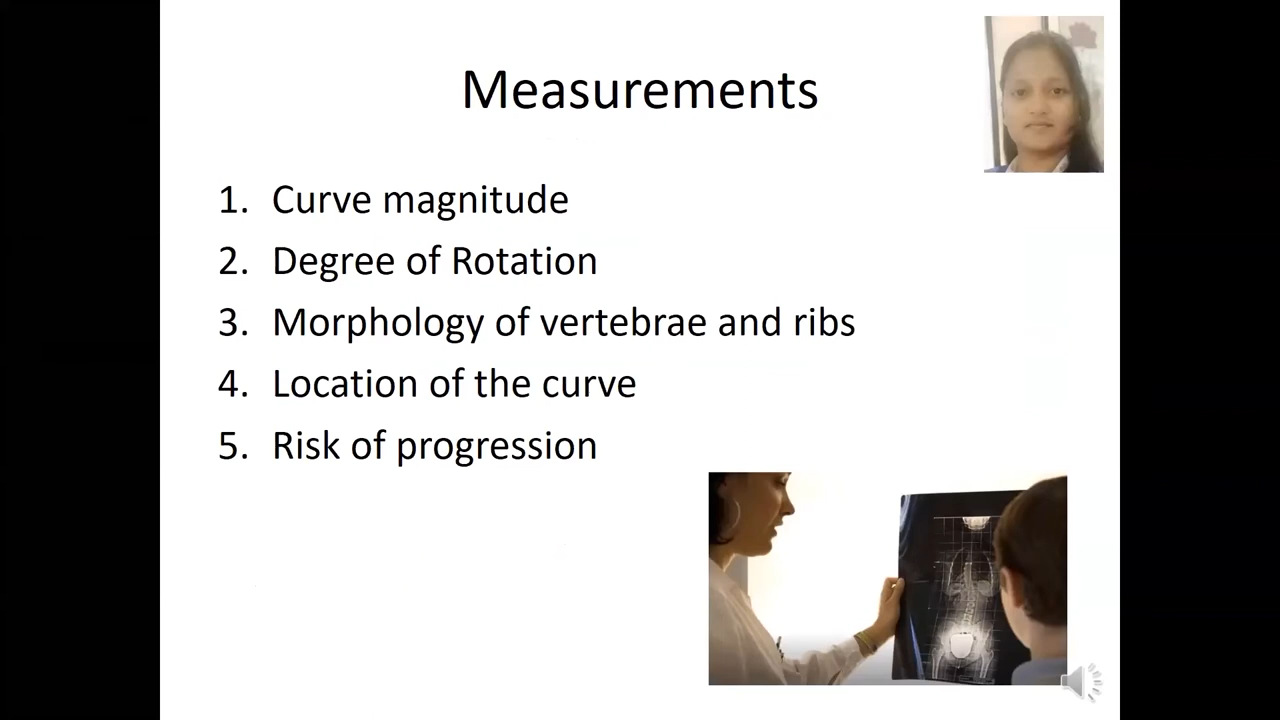 Measurements
1. Curve magnitude
2. Degree of Rotation
3. Morphology of vertebrae and ribs
4. Location of the curve
5. Risk of progression